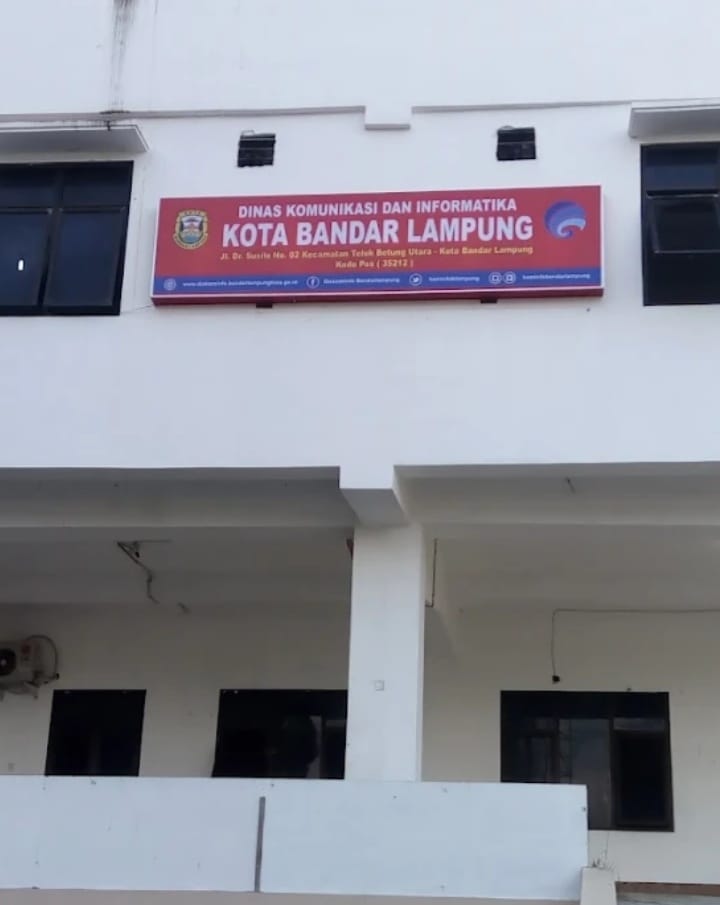 DINAS KOMUNIKASI DAN INFORMATIKA
KOTA BANDAR LAMPUNG
Jl. Dr. Susilo No. 02 Kecamatan Teluk Betung Utara - Kota Bandar Lampung
Kode Pos ( 35212 )
KOTA